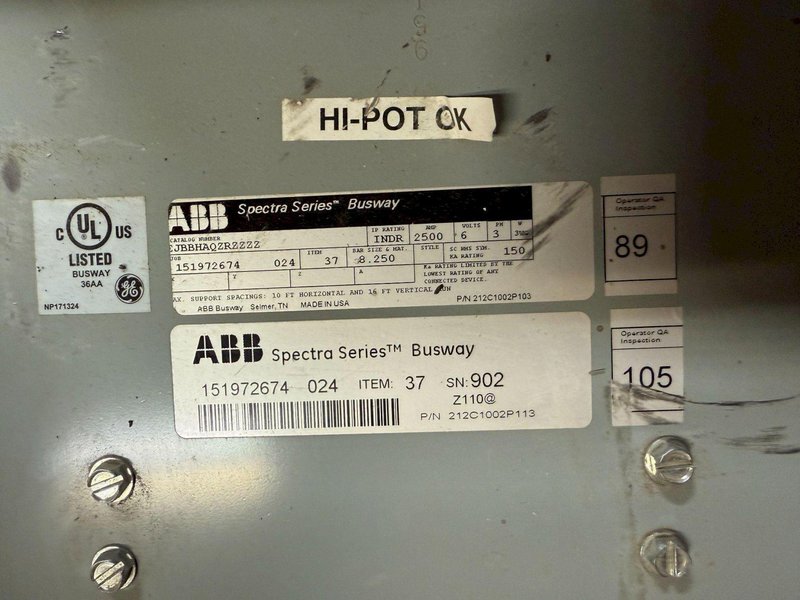 HI-POT OK
C UL US
LISTED
BUSWAY
36AA
GE
NP171324
ABB Spectra Series™ Busway
CATALOG NUMBER IP RATING AMP VOLTS PH W
INDR 2500 6 3
JOB ITEM BAR SIZE & MAT. STYLE SC RMS SYM. KA RATING 150
151972674 024 37 8.250
Y Z A
KA RATING LIMITED BY THE
LOWEST RATING OF ANY
CONNECTED DEVICE.
MAX. SUPPORT SPACINGS: 10 FT HORIZONTAL AND 16 FT VERTICAL RUN
ABB Busway Selmer, TN MADE IN USA P/N 212C1002P103
Operator QA
Inspection
89
ABB Spectra Series™ Busway
151972674 024 ITEM: 37 SN: 902
Z110@
P/N 212C1002P113
Operator QA
Inspection
105